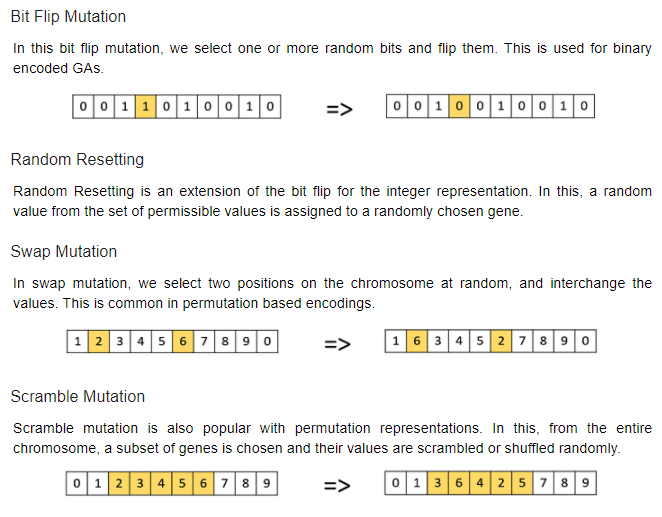 Bit Flip Mutation
In this bit flip mutation, we select one or more random bits and flip them. This is used for binary
encoded GAs.
0 0 1 1 0 1 0 0 1 0 => 0 0 1 0 0 1 0 0 1 0
Random Resetting
Random Resetting is an extension of the bit flip for the integer representation. In this, a random
value from the set of permissible values is assigned to a randomly chosen gene.
Swap Mutation
In swap mutation, we select two positions on the chromosome at random, and interchange the
values. This is common in permutation based encodings.
1 2 3 4 5 6 7 8 9 0 => 1 6 3 4 5 2 7 8 9 0
Scramble Mutation
Scramble mutation is also popular with permutation representations. In this, from the entire
chromosome, a subset of genes is chosen and their values are scrambled or shuffled randomly.
0 1 2 3 4 5 6 7 8 9 => 0 1 3 6 4 2 5 7 8 9